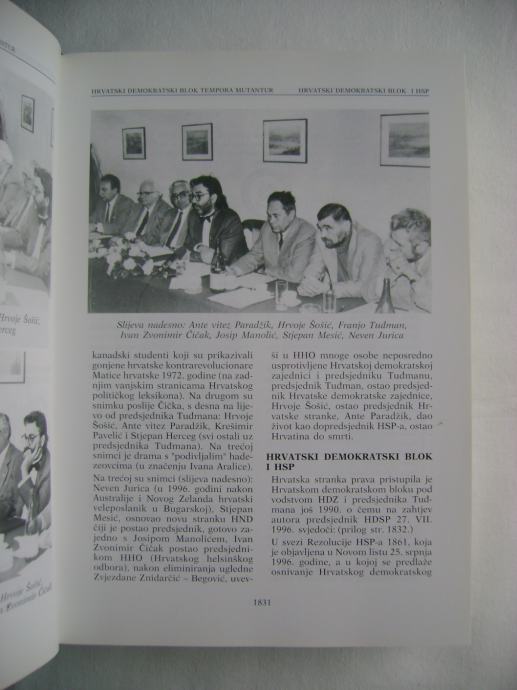 ANTUR
Hrvoje Šošić,
erceg
HRVATSKI DEMOKRATSKI BLOK TEMPORA MUTANTUR
HRVATSKI DEMOKRATSKI BLOK I HSP
Slijeva nadesno: Ante vitez Paradžik, Hrvoje Šošić, Franjo Tuđman,
Ivan Zvonimir Čičak, Josip Manolić, Stjepan Mesić, Neven Jurica
kanadski studenti koji su prikazivali
gonjene hrvatske kontrarevolucionare
Matice hrvatske 1972. godine (na zad-
njim vanjskim stranicama Hrvatskog
političkog leksikona). Na drugom su
snimku poslije Čička, s desna na lijevo
od predsjednika Tuđmana: Hrvoje
Šošić, Ante vitez Paradžik, Krešimir
Pavelić i Stjepan Herceg (svi ostali uz
predsjednika Tuđmana). Na trećoj
snimci je drama s "podivljalim" hade-
zeovcima (u značenju Ivana Aralice).
Na trećoj su snimci (slijeva nadesno):
Neven Jurica (u 1996. godini nakon
Australije i Novog Zelanda hrvatski
veleposlanik u Bugarskoj), Stjepan
Mesić, osnovao novu stranku HND
čiji je postao predsjednik, gotovo za-
jedno s Josipom Manolićem, Ivan
Zvonimir Čičak postao predsjedni-
kom HHO (Hrvatskog helsinškog
odbora), nakon eliminiranja ugledne
Zvjezdane Znidarčić – Begović, uvev-
ši u HHO mnoge osobe neposredno
usprotivljene Hrvatskoj demokratskoj
zajednici i predsjedniku Tuđmanu,
predsjednik Tuđman, ostao predsjed-
nik Hrvatske demokratske zajednice,
Hrvoje Šošić, ostao predsjednik Hr-
vatske stranke, Ante Paradžik, dao
život kao dopredsjednik HSP-a, ostao
Hrvatina do smrti.
HRVATSKI DEMOKRATSKI BLOK
I HSP
Hrvatska stranka prava pristupila je
Hrvatskom demokratskom bloku pod
vodstvom HDZ i predsjednika Tuđ-
mana još 1990. o čemu na zahtjev
autora predsjednik HDSP 27. VII.
1996. svjedoči: (prilog str. 1832.)
U svezi Rezolucije HSP-a 1861, koja
je objavljena u Novom listu 25. srpnja
1996. godine, a u kojoj se predlaže
osnivanje Hrvatskog demokratskog
1831